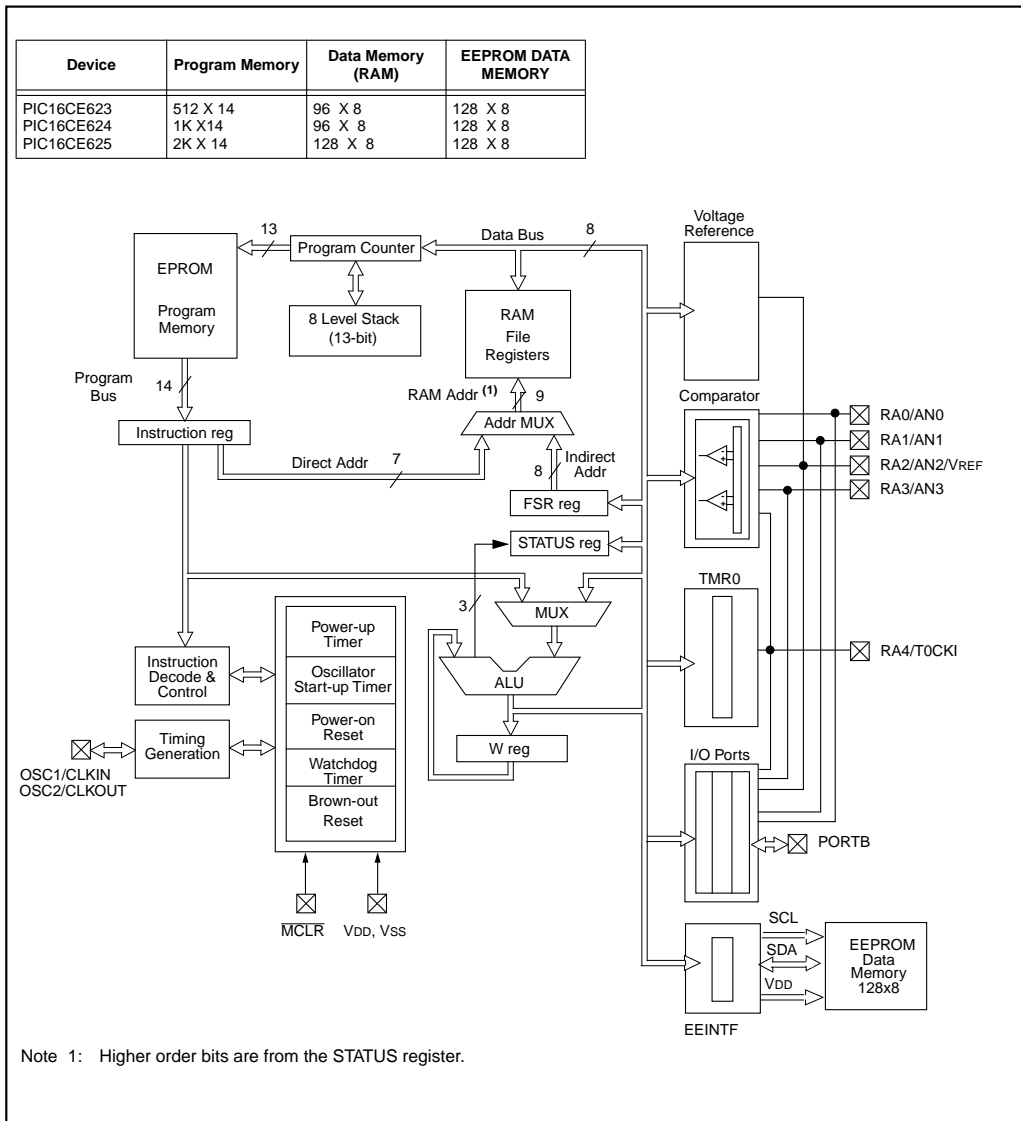 Device Program Memory Data Memory (RAM) EEPROM DATA MEMORY
PIC16CE623 512 X 14 96 X 8 128 X 8
PIC16CE624 1K X14 96 X 8 128 X 8
PIC16CE625 2K X 14 128 X 8 128 X 8
Voltage
Reference
13
Program Counter
Data Bus
8
EPROM
Program
Memory
8 Level Stack
(13-bit)
RAM
File
Registers
Program
Bus
14
RAM Addr (1)
9
Comparator
Instruction reg
Addr MUX
Direct Addr
7
8
Indirect
Addr
FSR reg
STATUS reg
-
+
-
+
RA0/AN0
RA1/AN1
RA2/AN2/VREF
RA3/AN3
TMR0
3
MUX
ALU
W reg
RA4/T0CKI
Power-up
Timer
Oscillator
Start-up Timer
Power-on
Reset
Watchdog
Timer
Brown-out
Reset
Instruction
Decode &
Control
Timing
Generation
OSC1/CLKIN
OSC2/CLKOUT
I/O Ports
PORTB
MCLR VDD, VSS
SCL
SDA
VDD
EEPROM
Data
Memory
128x8
EEINTF
Note 1: Higher order bits are from the STATUS register.